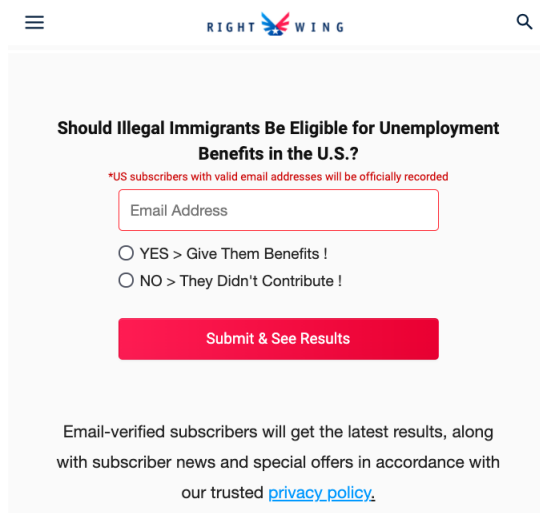 RIGHT WING
Should Illegal Immigrants Be Eligible for Unemployment
Benefits in the U.S.?
*US subscribers with valid email addresses will be officially recorded
Email Address
YES > Give Them Benefits !
NO > They Didn't Contribute !
Submit & See Results
Email-verified subscribers will get the latest results, along
with subscriber news and special offers in accordance with
our trusted privacy policy.